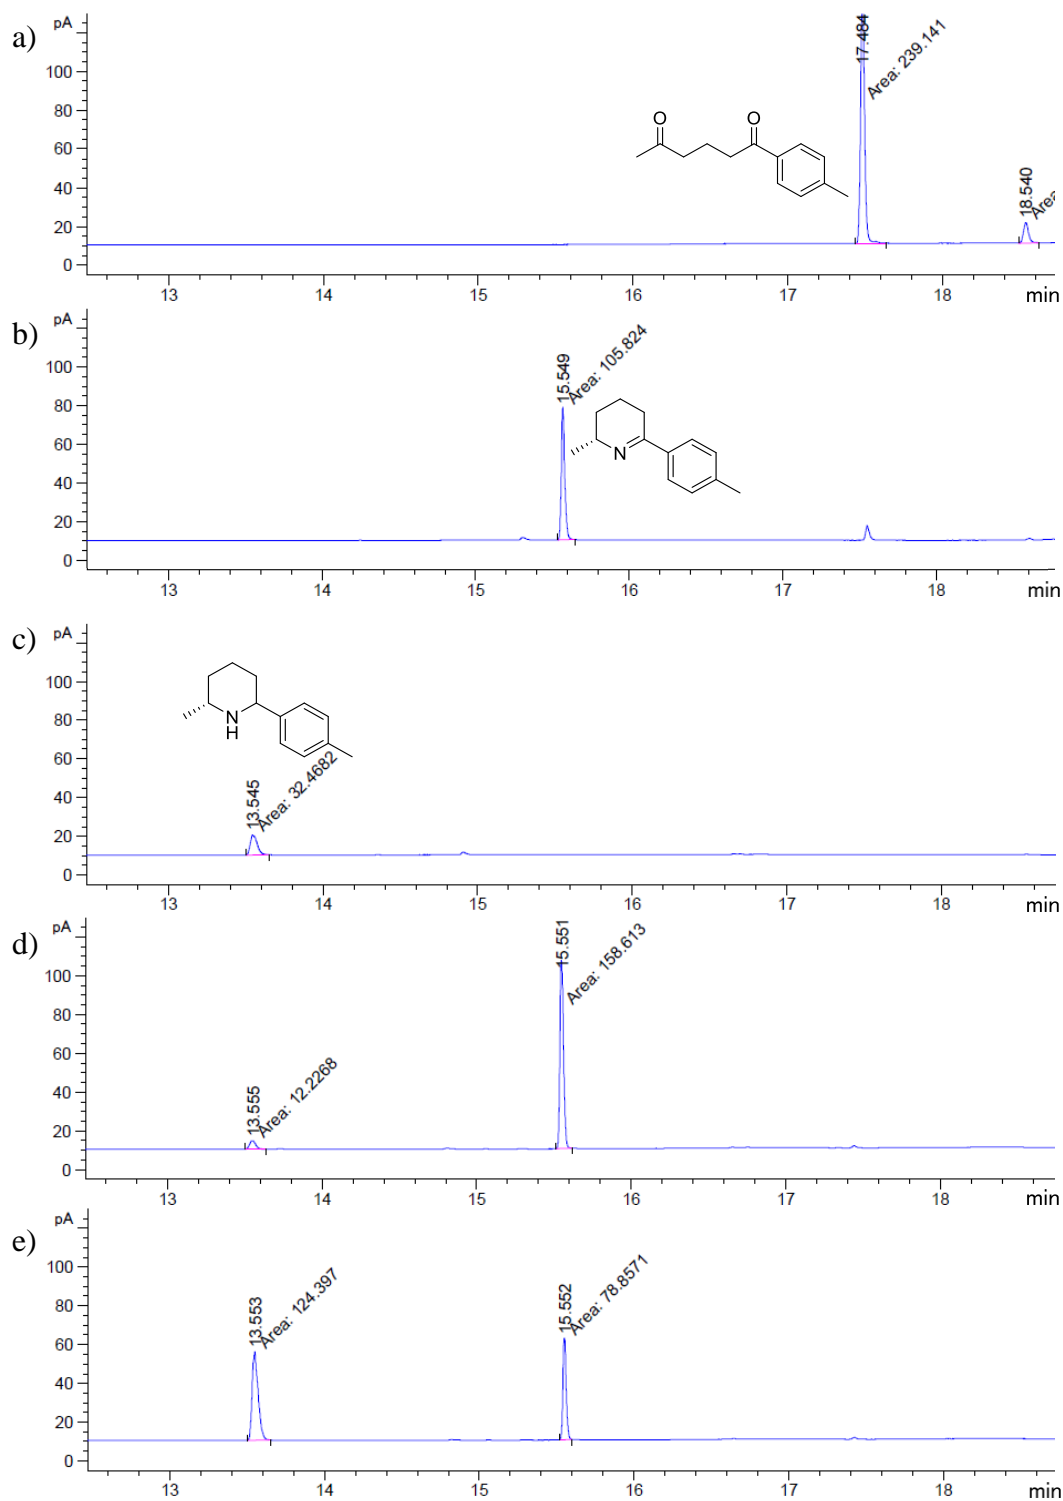 a)
pA
100
80
60
40
20
0
17.484
Area: 239.141
O
O
18.540
Area
13 14 15 16 17 18 min
b)
pA
100
80
60
40
20
0
15.549
Area: 105.824
N
13 14 15 16 17 18 min
c)
pA
100
80
60
40
20
0
N
H
13.545
Area: 32.4682
13 14 15 16 17 18 min
d)
pA
100
80
60
40
20
0
13.555
Area: 12.2268
15.551
Area: 158.613
13 14 15 16 17 18 min
e)
pA
100
80
60
40
20
0
13.553
Area: 124.397
15.552
Area: 78.8571
13 14 15 16 17 18 min